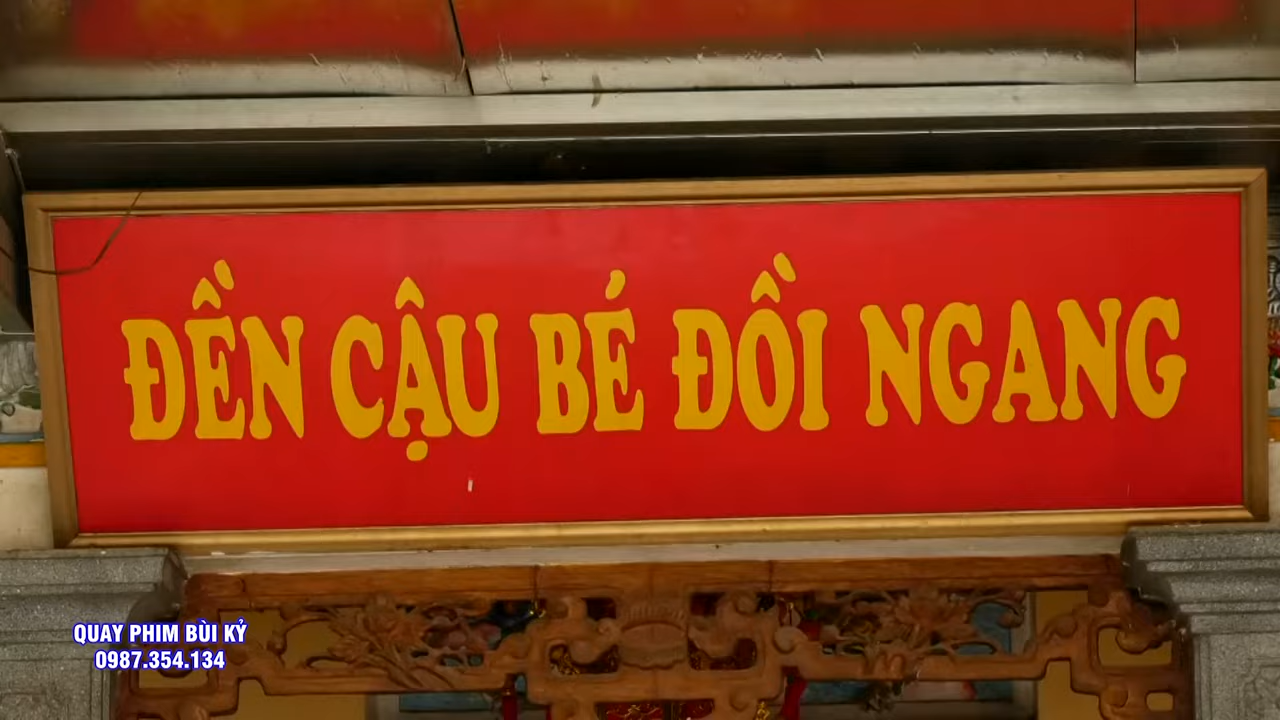 ĐỀN CẬU BÉ ĐỒI NGANG
QUAY PHIM BÙI KỶ
0987.354.134